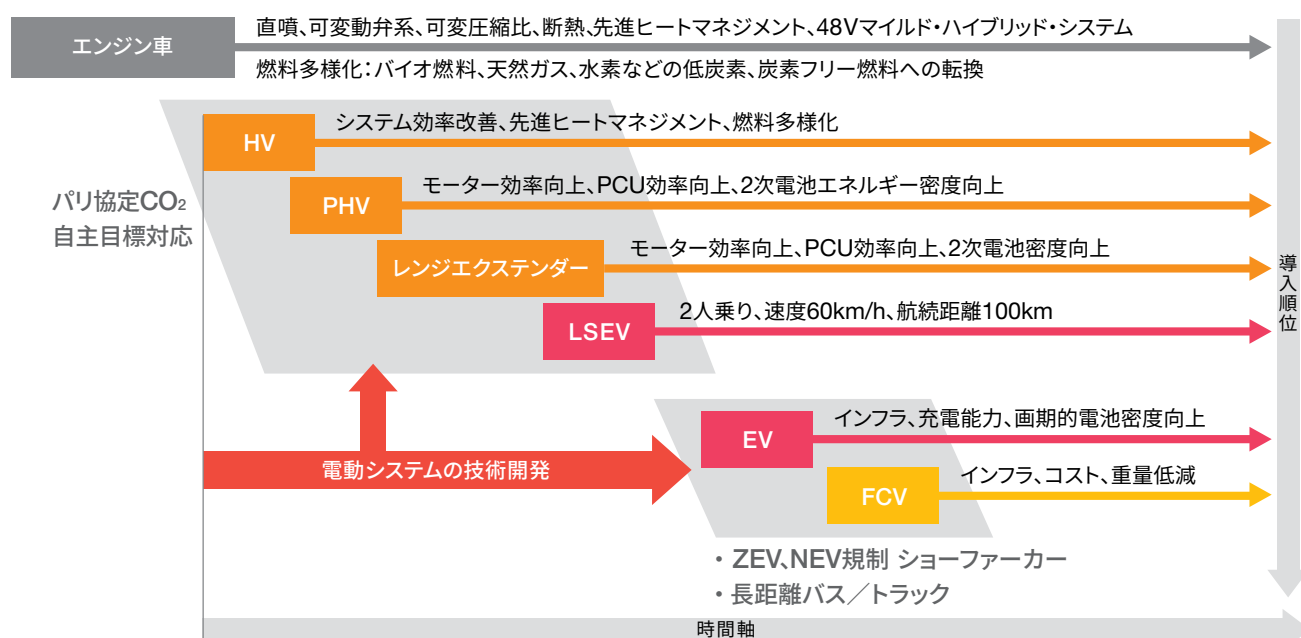 エンジン車
直噴、可変動弁系、可変圧縮比、断熱、先進ヒートマネジメント、48Vマイルド・ハイブリッド・システム
燃料多様化：バイオ燃料、天然ガス、水素などの低炭素、炭素フリー燃料への転換
HV
システム効率改善、先進ヒートマネジメント、燃料多様化
パリ協定CO₂
自主目標対応
PHV
モーター効率向上、PCU効率向上、2次電池エネルギー密度向上
レンジエクステンダー
モーター効率向上、PCU効率向上、2次電池密度向上
LSEV
2人乗り、速度60km/h、航続距離100km
導入順位
電動システムの技術開発
EV
インフラ、充電能力、画期的電池密度向上
FCV
インフラ、コスト、重量低減
・ZEV、NEV規制 ショーファーカー
・長距離バス／トラック
時間軸